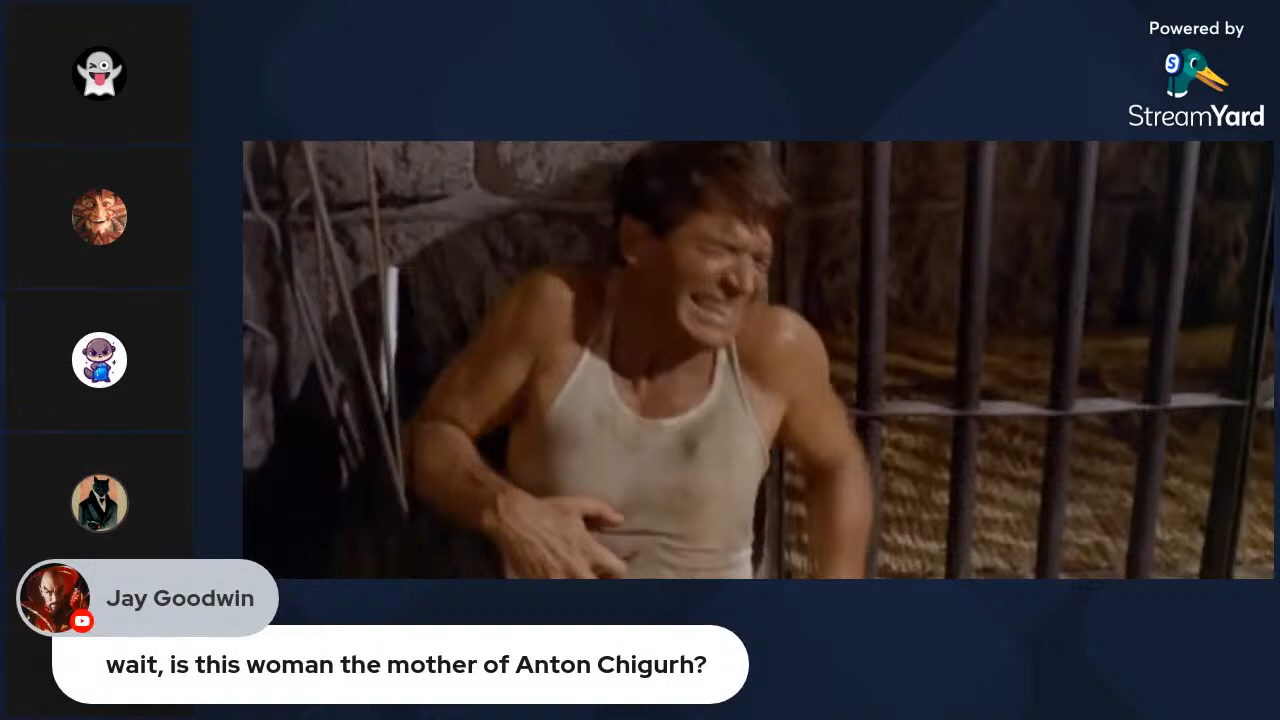 Powered by
StreamYard
Jay Goodwin
wait, is this woman the mother of Anton Chigurh?